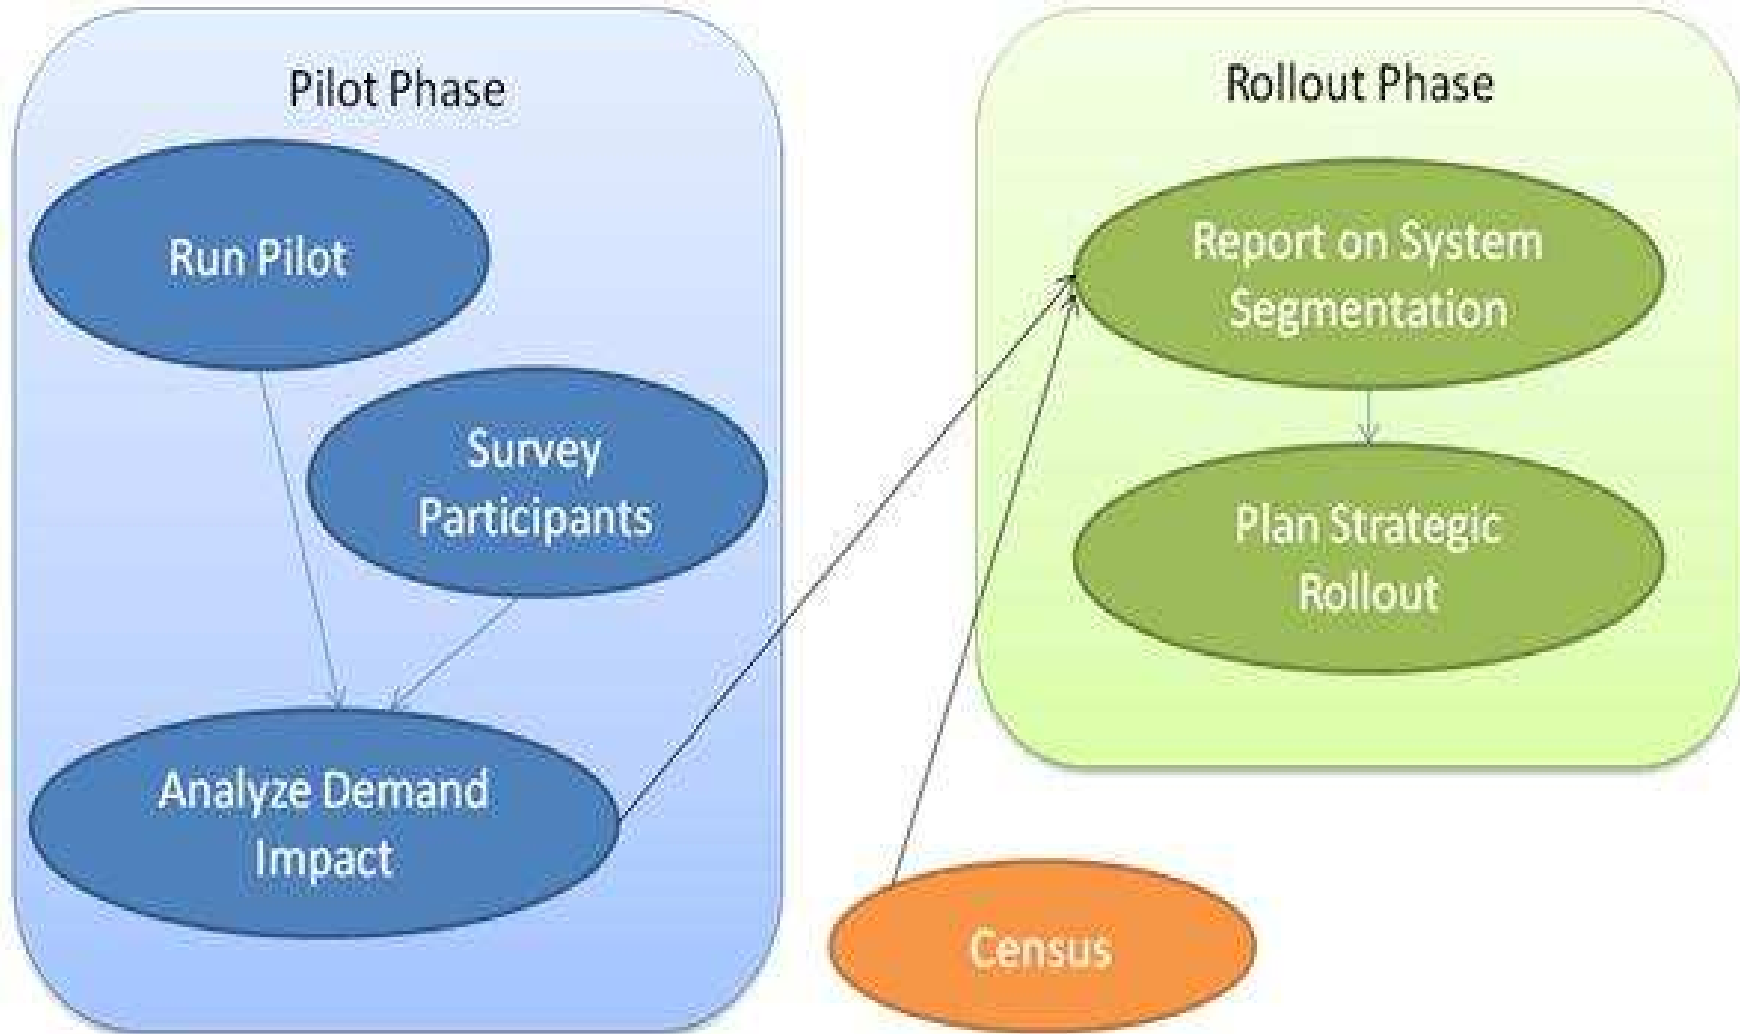 Pilot Phase
Run Pilot
Survey
Participants
Analyze Demand
Impact
Rollout Phase
Report on System
Segmentation
Plan Strategic
Rollout
Census